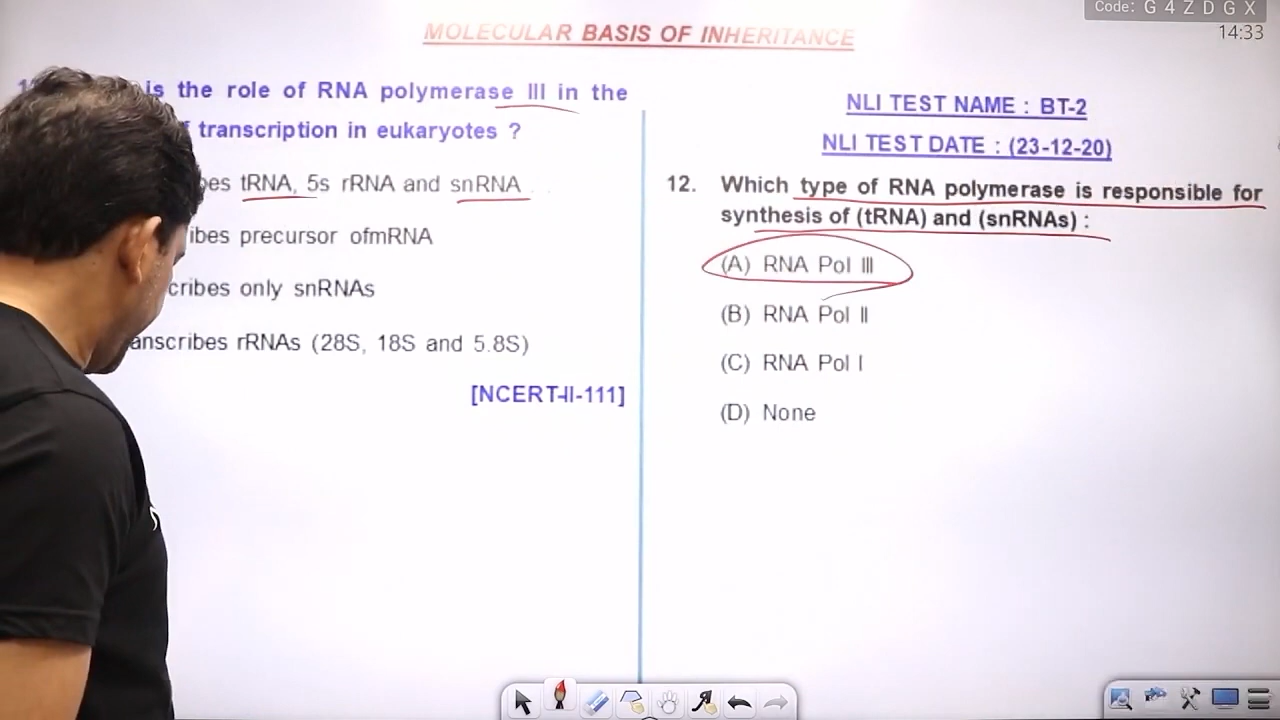 Code: G 4 Z D G X
14:33
MOLECULAR BASIS OF INHERITANCE
is the role of RNA polymerase III in the
transcription in eukaryotes ?
tRNA, 5s rRNA and snRNA
precursor ofmRNA
only snRNAs
rRNAs (28S, 18S and 5.8S)
[NCERT-II-111]
NLI TEST NAME : BT-2
NLI TEST DATE : (23-12-20)
12. Which type of RNA polymerase is responsible for
synthesis of (tRNA) and (snRNAs) :
(A) RNA Pol III
(B) RNA Pol II
(C) RNA Pol I
(D) None